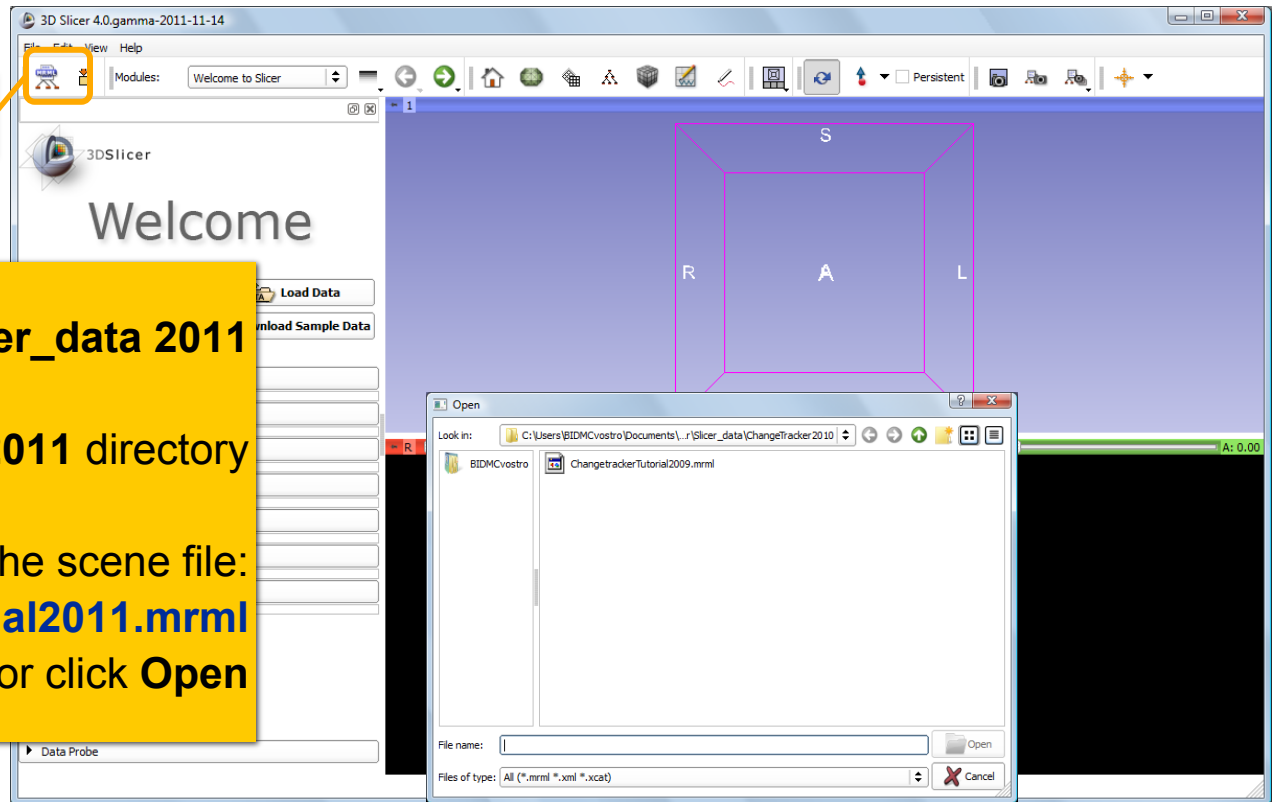 3D Slicer 4.0.gamma-2011-11-14
File Edit View Help
MRML
Modules: Welcome to Slicer Persistent
1
3DSlicer
Welcome
Load Data
Sample Data
S
R A L
er_data 2011
2011 directory
he scene file:
al2011.mrml
or click Open
Data Probe
R
A: 0.00
Open
Look in: C:\Users\BIDMCvostro\Documents\...r\Slicer_data\ChangeTracker2010
BIDMCvostro
ChangetrackerTutorial2009.mrml
File name: Open
Files of type: All (*.mrml *.xml *.xcat) Cancel